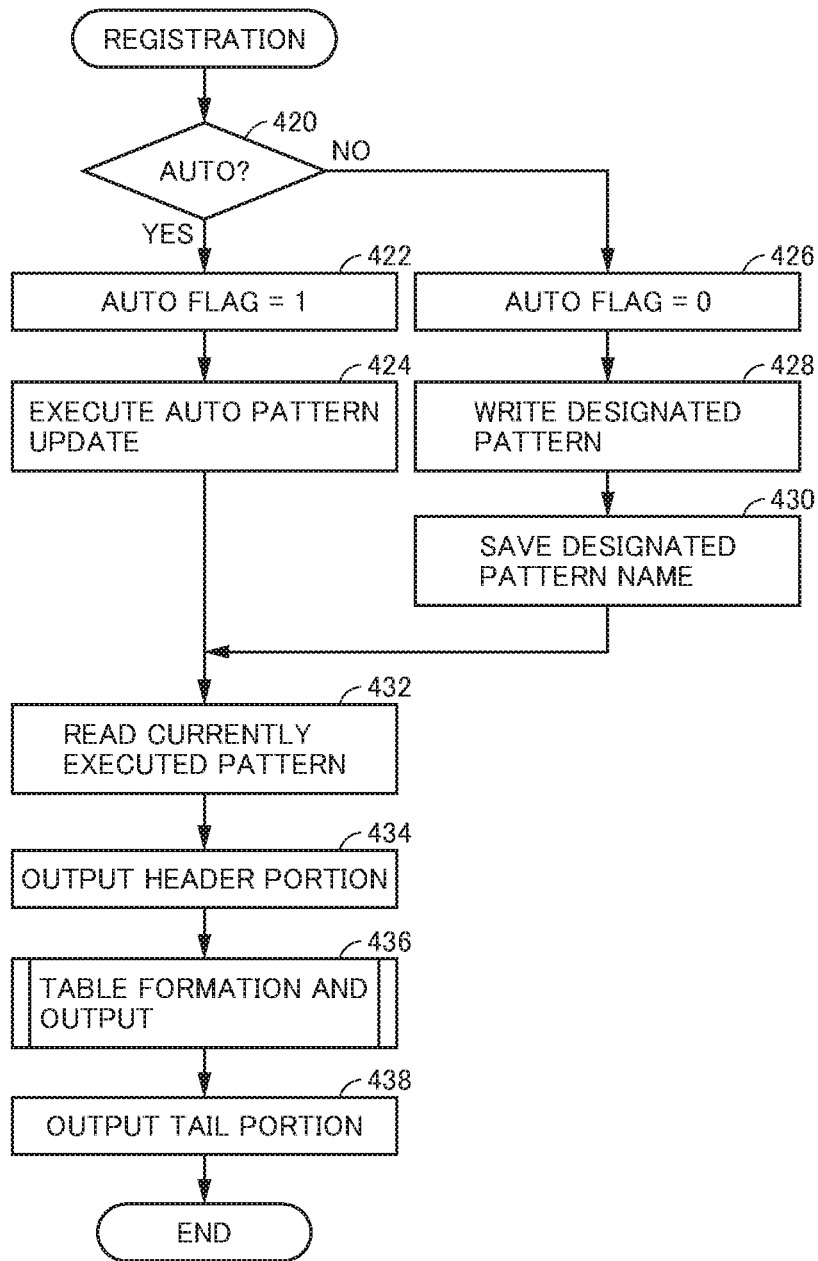 REGISTRATION
420
AUTO?
NO
YES
422
AUTO FLAG = 1
426
AUTO FLAG = 0
424
EXECUTE AUTO PATTERN
UPDATE
428
WRITE DESIGNATED
PATTERN
430
SAVE DESIGNATED
PATTERN NAME
432
READ CURRENTLY
EXECUTED PATTERN
434
OUTPUT HEADER PORTION
436
TABLE FORMATION AND
OUTPUT
438
OUTPUT TAIL PORTION
END